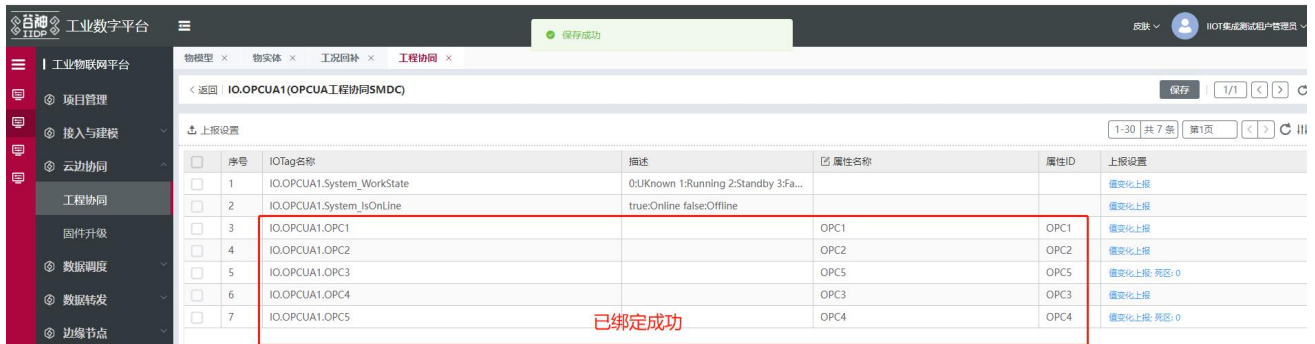 谷神 IIDP 工业数字平台
保存成功
皮肤
IIOT集成测试租户管理员
工业物联网平台
物模型 × 物实体 × 工况回补 × 工程协同 ×
项目管理
< 返回 IO.OPCUA1(OPCUA工程协同SMDC)
保存 1/1 < >
接入与建模
上报设置
1-30 共 7 条 第1页 < >
云边协同
工程协同
固件升级
数据调度
数据转发
边缘节点
序号 IOTag名称 描述 属性名称 属性ID 上报设置
1 IO.OPCUA1.System_WorkState 0:UKnown 1:Running 2:Standby 3:Fa... 值变化上报
2 IO.OPCUA1.System_IsOnLine true:Online false:Offline 值变化上报
3 IO.OPCUA1.OPC1 OPC1 OPC1 值变化上报
4 IO.OPCUA1.OPC2 OPC2 OPC2 值变化上报
5 IO.OPCUA1.OPC3 OPC5 OPC5 值变化上报; 死区: 0
6 IO.OPCUA1.OPC4 OPC3 OPC3 值变化上报
7 IO.OPCUA1.OPC5 OPC4 OPC4 值变化上报; 死区: 0
已绑定成功